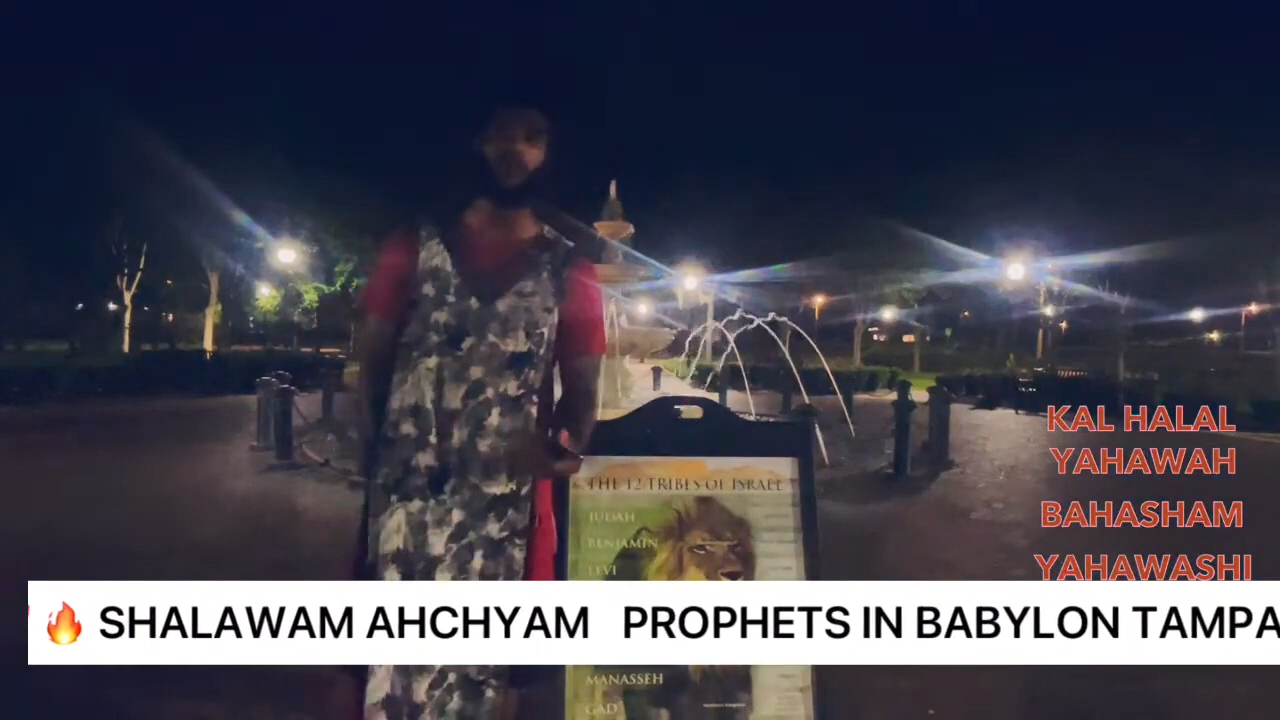 THE 12 TRIBES OF ISRAEL
JUDAH
BENJAMIN
LEVI
MANASSEH
GAD
KAL HALAL
YAHAWAH
BAHASHAM
YAHAWASHI
🔥 SHALAWAM AHCHYAM PROPHETS IN BABYLON TAMPA